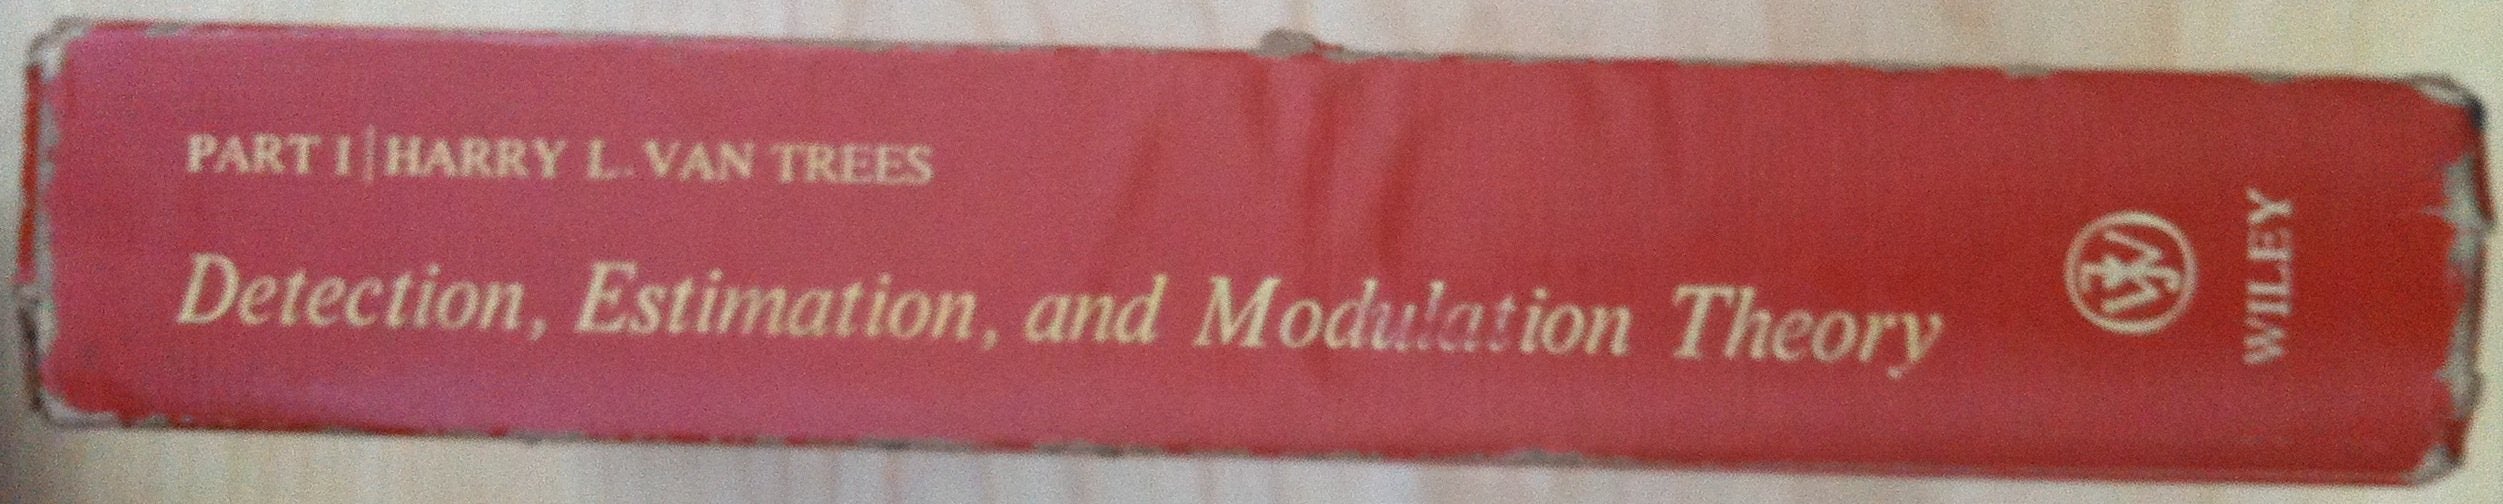 PART I | HARRY L. VAN TREES
Detection, Estimation, and Modulation Theory
WILEY